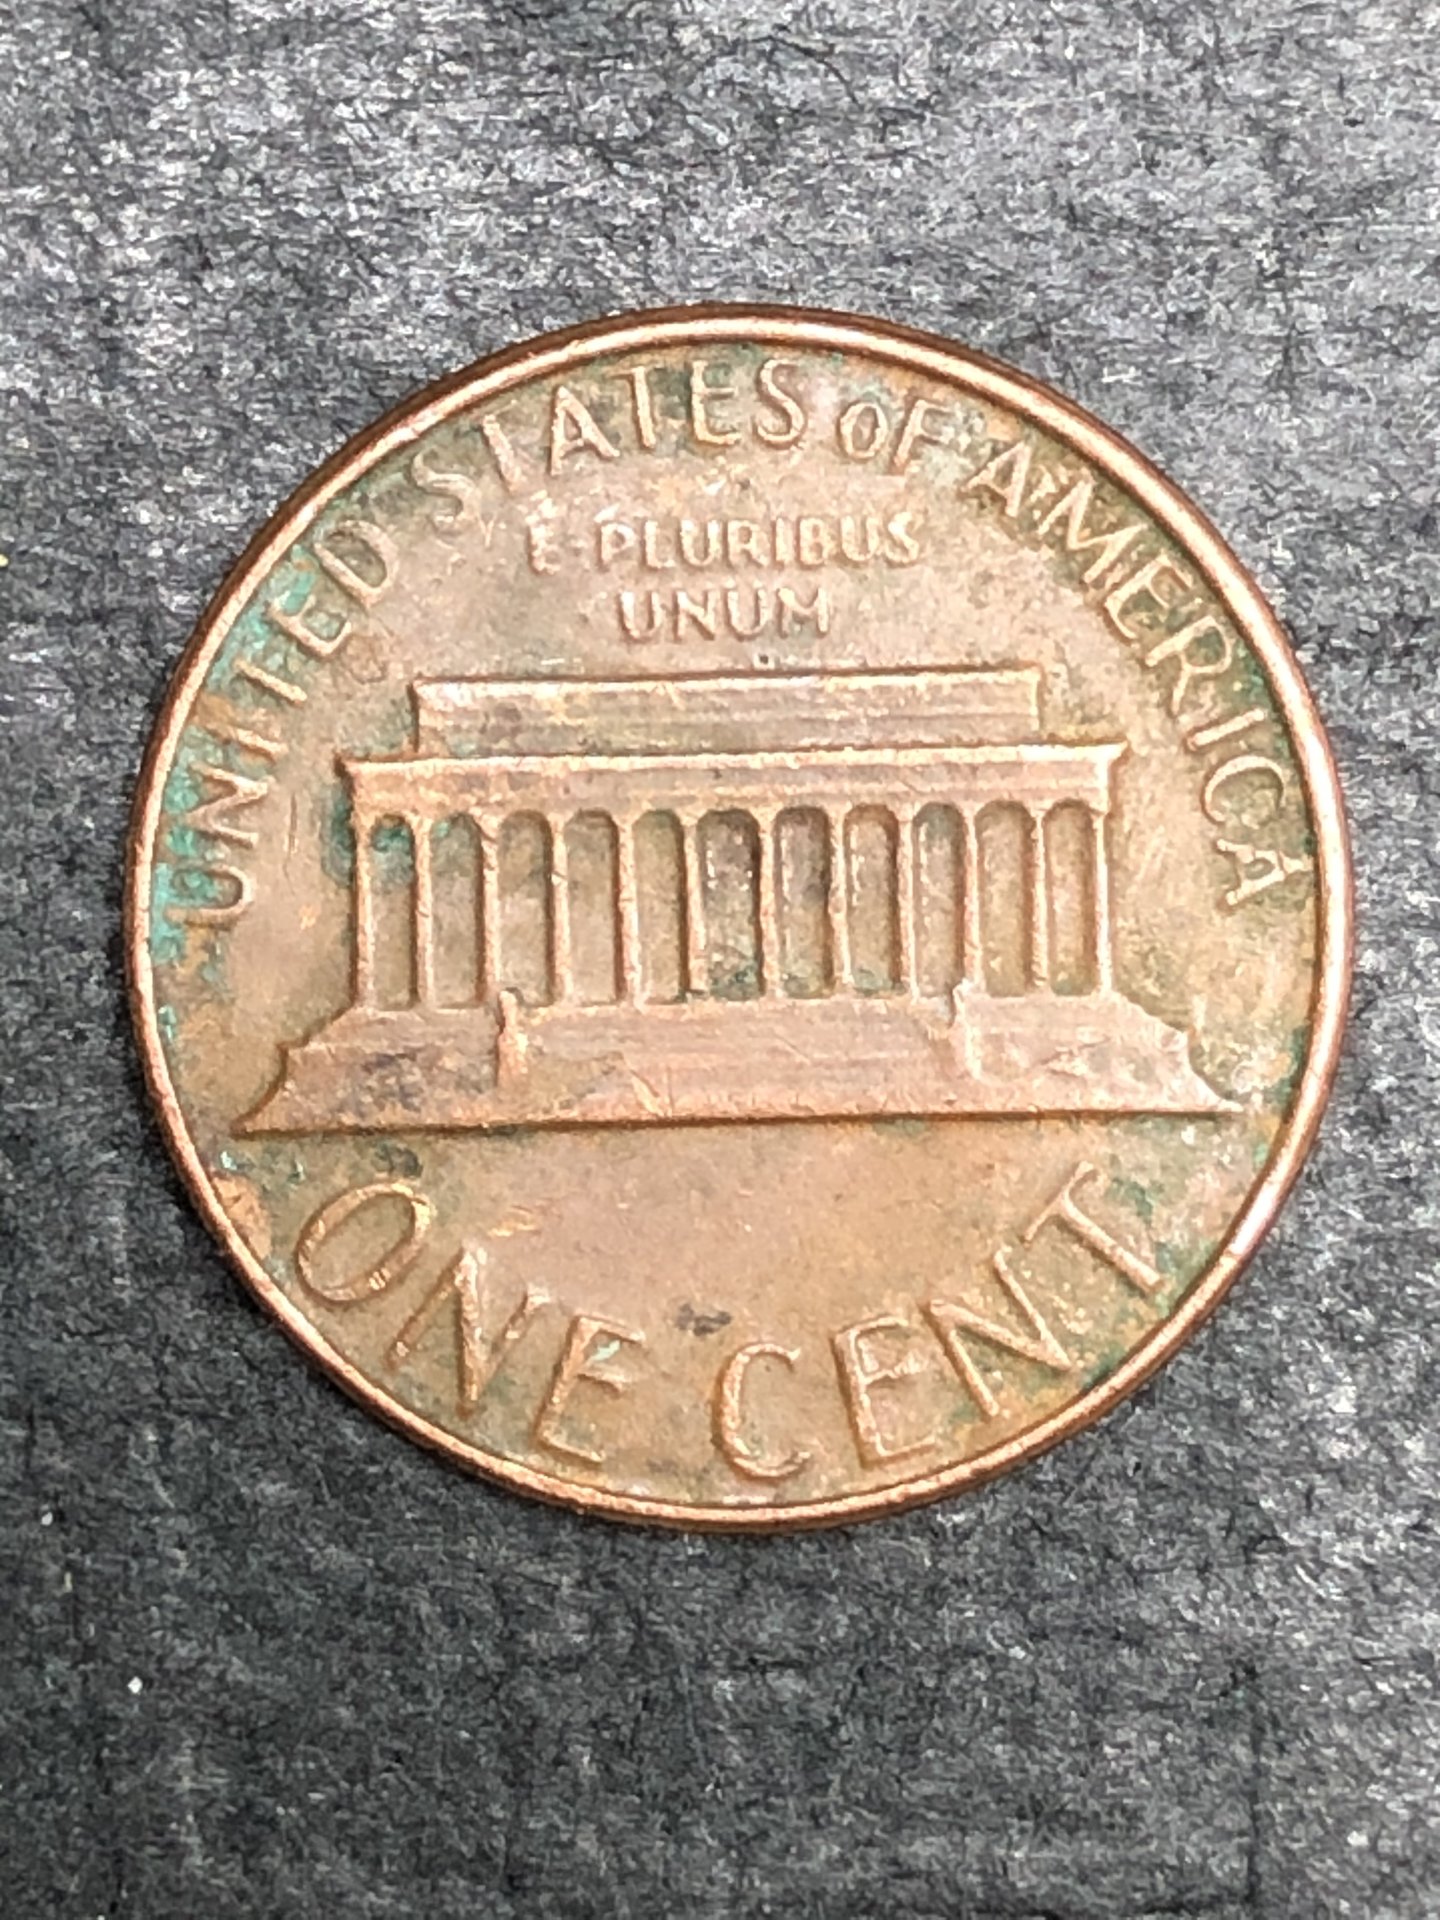 UNITED STATES OF AMERICA
E·PLURIBUS
UNUM
ONE CENT